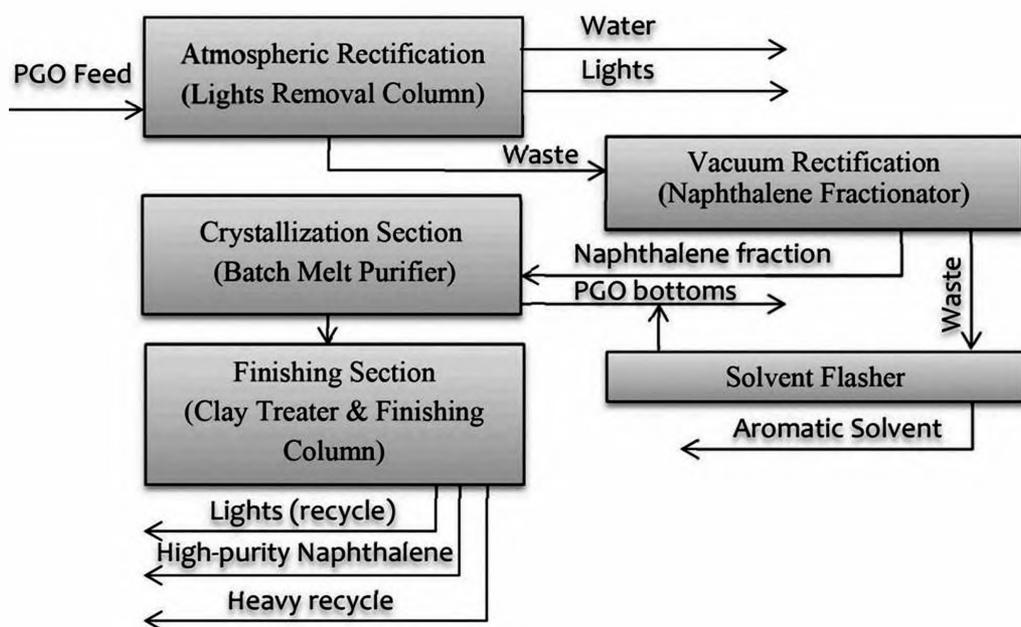 PGO Feed
Atmospheric Rectification
(Lights Removal Column)
Water
Lights
Waste
Vacuum Rectification
(Naphthalene Fractionator)
Crystallization Section
(Batch Melt Purifier)
Naphthalene fraction
PGO bottoms
Waste
Finishing Section
(Clay Treater & Finishing
Column)
Solvent Flasher
Aromatic Solvent
Lights (recycle)
High-purity Naphthalene
Heavy recycle